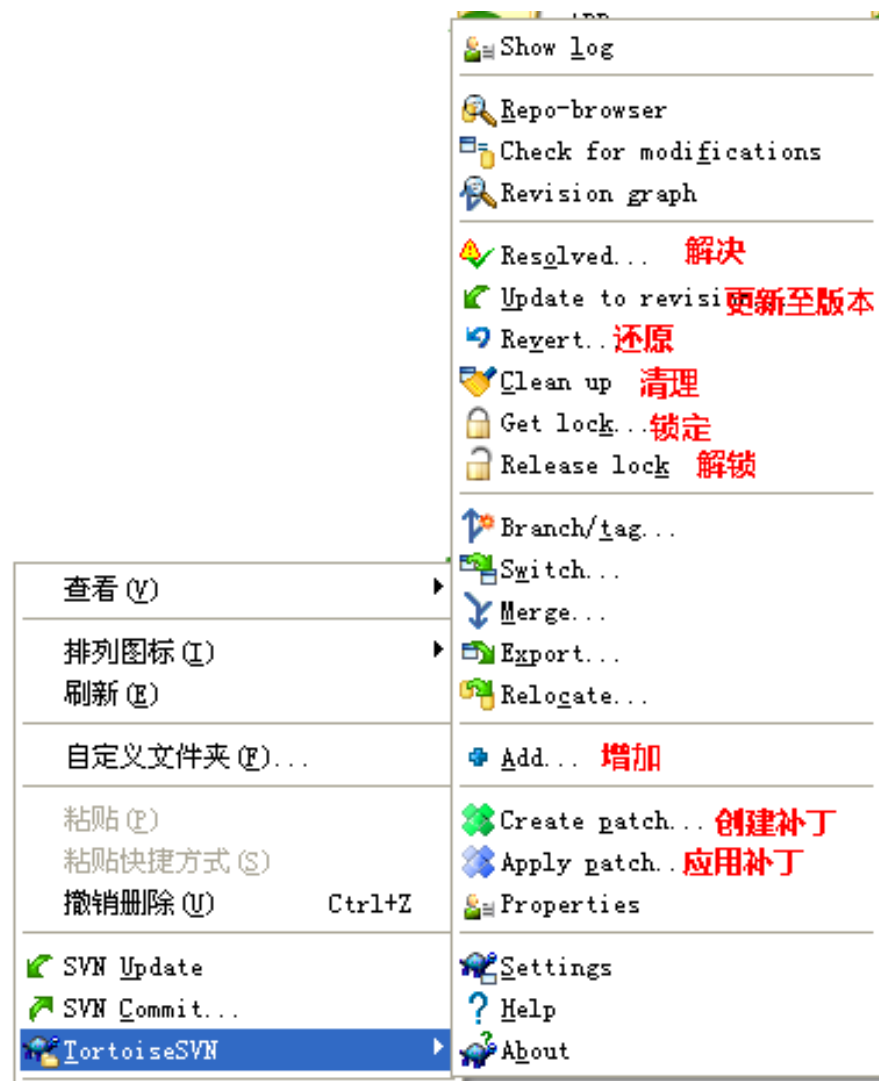 Show log
Repo-browser
Check for modifications
Revision graph
Resolved... 解决
Update to revision 更新至版本
Revert.. 还原
Clean up 清理
Get lock... 锁定
Release lock 解锁
Branch/tag...
Switch...
Merge...
Export...
Relocate...
Add... 增加
Create patch... 创建补丁
Apply patch.. 应用补丁
Properties
Settings
Help
About
查看(V)
排列图标(I)
刷新(E)
自定义文件夹(F)...
粘贴(P)
粘贴快捷方式(S)
撤销删除(U) Ctrl+Z
SVN Update
SVN Commit...
TortoiseSVN